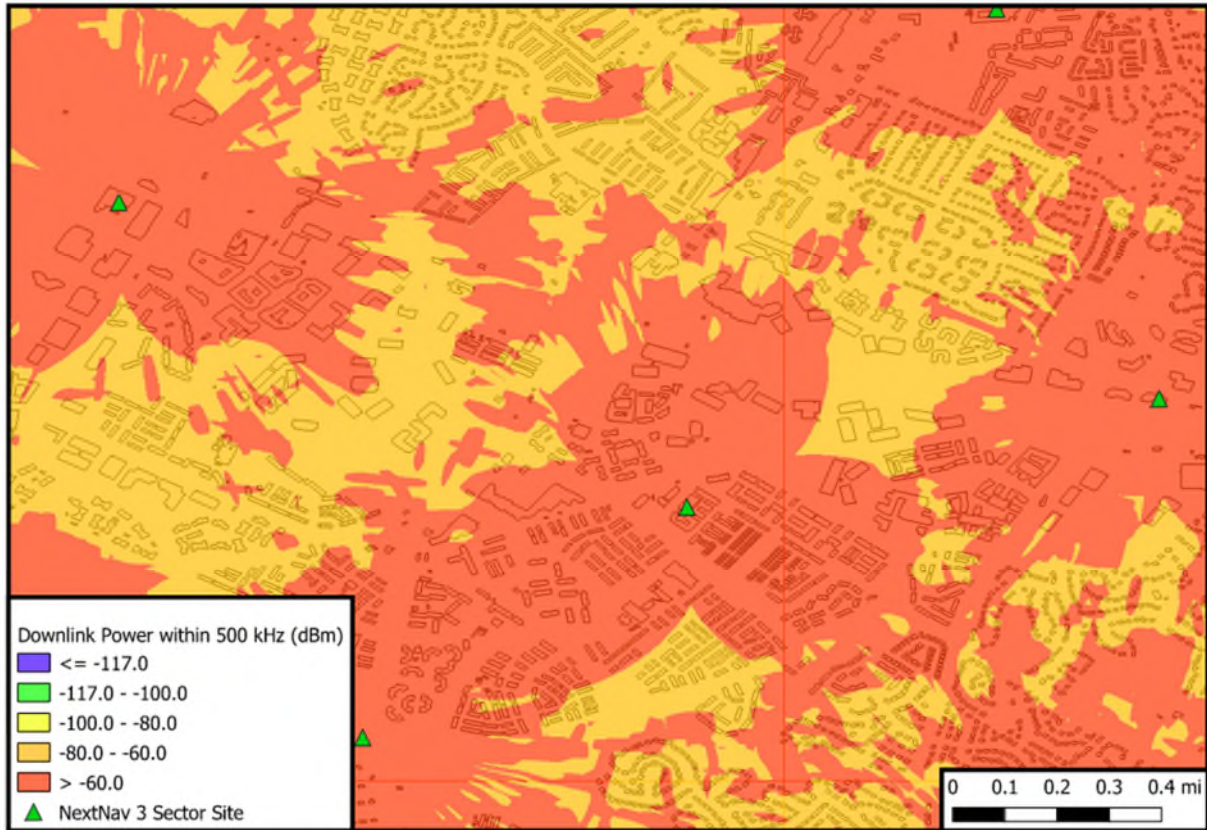 Downlink Power within 500 kHz (dBm)
<= -117.0
-117.0 - -100.0
-100.0 - -80.0
-80.0 - -60.0
> -60.0
NextNav 3 Sector Site
0 0.1 0.2 0.3 0.4 mi